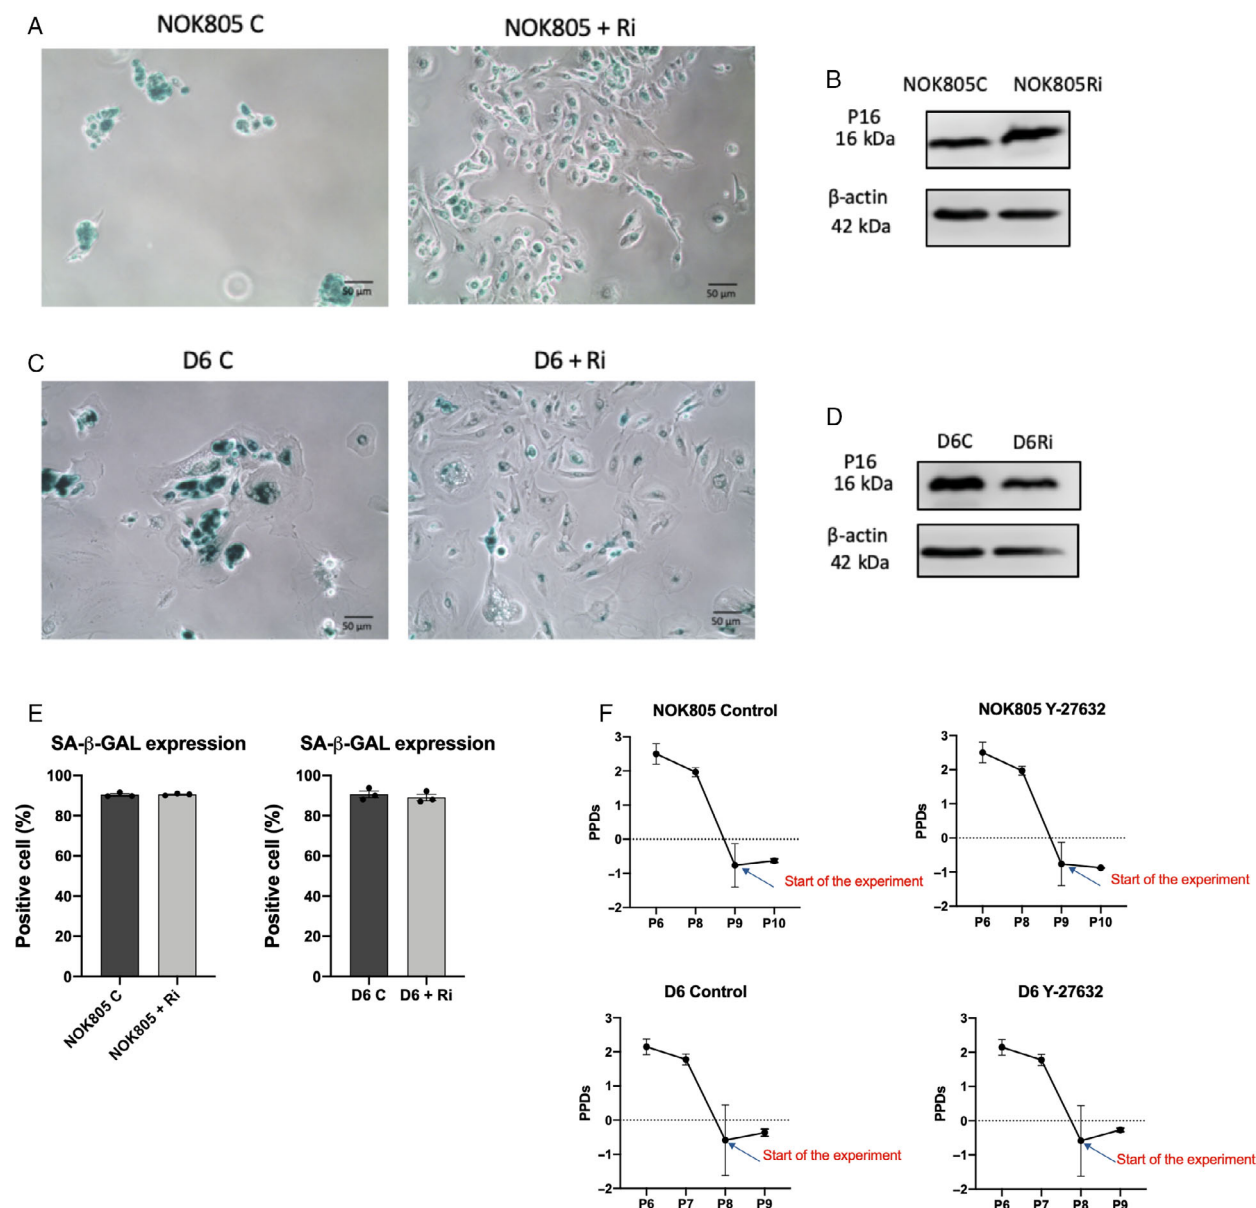 A
NOK805 C
NOK805 + Ri
50 μm
50 μm
B
NOK805C NOK805Ri
P16
16 kDa
β-actin
42 kDa
C
D6 C
D6 + Ri
50 μm
50 μm
D
D6C D6Ri
P16
16 kDa
β-actin
42 kDa
E
SA-β-GAL expression
Positive cell (%)
100
80
60
40
20
0
NOK805 C
NOK805 + Ri
SA-β-GAL expression
Positive cell (%)
100
80
60
40
20
0
D6 C D6 + Ri
F
NOK805 Control
PPDs
3
2
1
0
−1
−2
Start of the experiment
P6 P8 P9 P10
NOK805 Y-27632
PPDs
3
2
1
0
−1
−2
Start of the experiment
P6 P8 P9 P10
D6 Control
PPDs
3
2
1
0
−1
−2
Start of the experiment
P6 P7 P8 P9
D6 Y-27632
PPDs
3
2
1
0
−1
−2
Start of the experiment
P6 P7 P8 P9